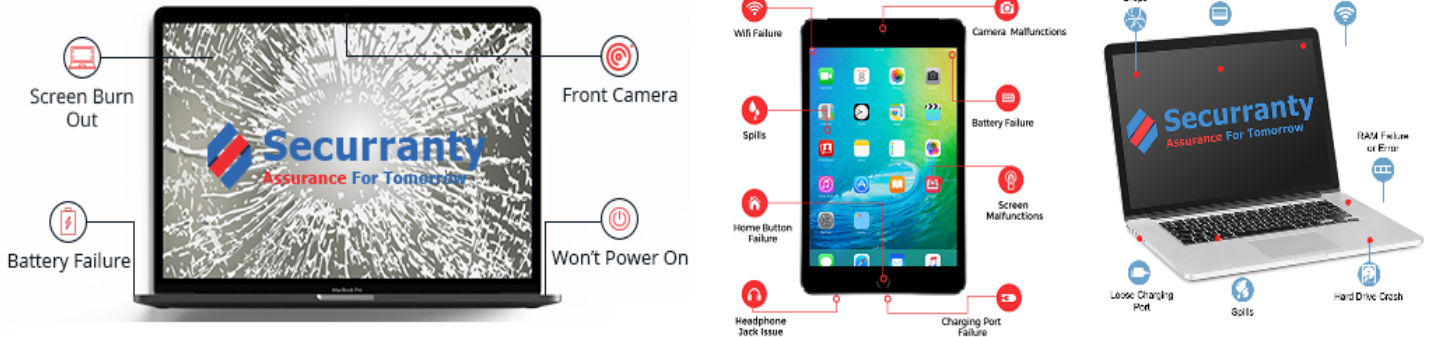 Screen Burn
Out
Front Camera
Securranty
Assurance For Tomorrow
Battery Failure
Won't Power On
MacBook Pro
Wifi Failure
Camera Malfunctions
Spills
Battery Failure
Home Button
Failure
Screen
Malfunctions
Headphone
Jack Issue
Charging Port
Failure
Securranty
Assurance For Tomorrow
RAM Failure
or Error
Loose Charging
Port
Spills
Hard Drive Crash